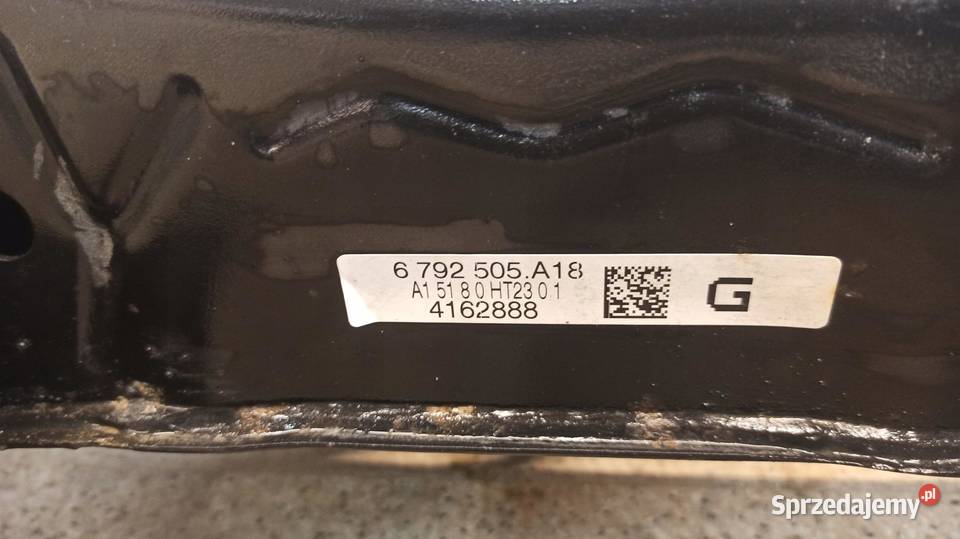 6 792 505.A18
A1 51 8 0 HT23 0 1
4162888
G
Sprzedajemy.pl